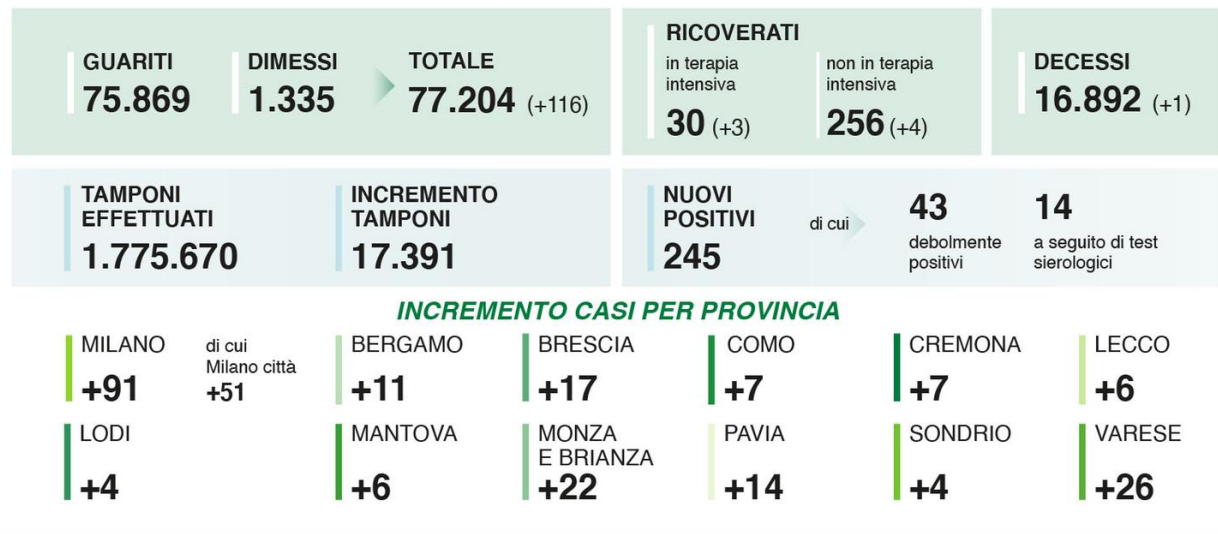 GUARITI
75.869
DIMESSI
1.335
TOTALE
77.204 (+116)
RICOVERATI
in terapia
intensiva
30 (+3)
non in terapia
intensiva
256 (+4)
DECESSI
16.892 (+1)
TAMPONI
EFFETTUATI
1.775.670
INCREMENTO
TAMPONI
17.391
NUOVI
POSITIVI
245
di cui
43
debolmente
positivi
14
a seguito di test
sierologici
INCREMENTO CASI PER PROVINCIA
MILANO
+91
di cui
Milano città
+51
BERGAMO
+11
BRESCIA
+17
COMO
+7
CREMONA
+7
LECCO
+6
LODI
+4
MANTOVA
+6
MONZA
E BRIANZA
+22
PAVIA
+14
SONDRIO
+4
VARESE
+26